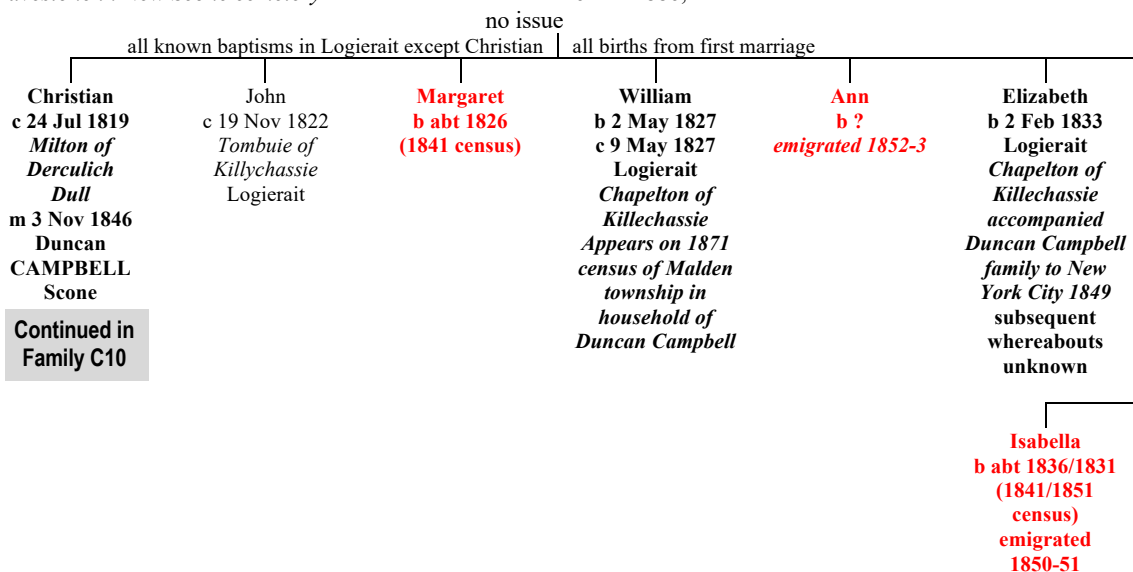 no issue
all known baptisms in Logierait except Christian
all births from first marriage
Christian
c 24 Jul 1819
Milton of
Derculich
Dull
m 3 Nov 1846
Duncan
CAMPBELL
Scone
Continued in
Family C10
John
c 19 Nov 1822
Tombuie of
Killychassie
Logierait
Margaret
b abt 1826
(1841 census)
William
b 2 May 1827
c 9 May 1827
Logierait
Chapelton of
Killechassie
Appears on 1871
census of Malden
township in
household of
Duncan Campbell
Ann
b ?
emigrated 1852-3
Elizabeth
b 2 Feb 1833
Logierait
Chapelton of
Killechassie
accompanied
Duncan Campbell
family to New
York City 1849
subsequent
whereabouts
unknown
Isabella
b abt 1836/1831
(1841/1851
census)
emigrated
1850-51